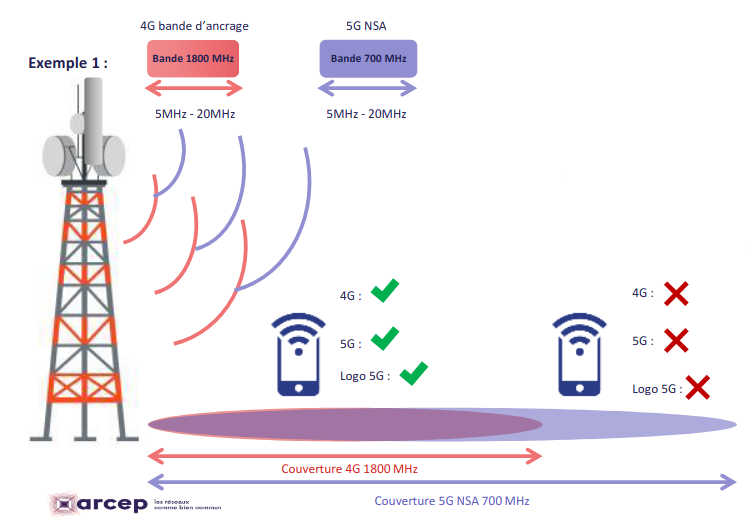 4G bande d’ancrage
5G NSA
Exemple 1 :
Bande 1800 MHz
Bande 700 MHz
5MHz - 20MHz
5MHz - 20MHz
4G :
5G :
Logo 5G :
4G :
5G :
Logo 5G :
Couverture 4G 1800 MHz
Couverture 5G NSA 700 MHz
arcep
les réseaux
comme bien commun